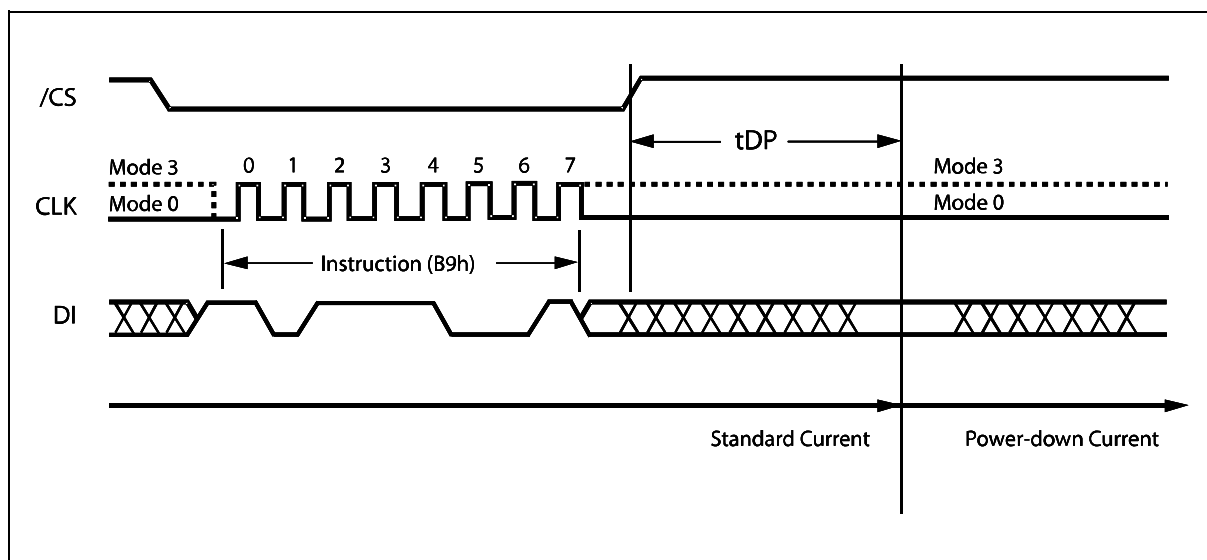 /CS
tDP
Mode 3
0 1 2 3 4 5 6 7
Mode 3
CLK
Mode 0
Mode 0
Instruction (B9h)
DI
Standard Current
Power-down Current